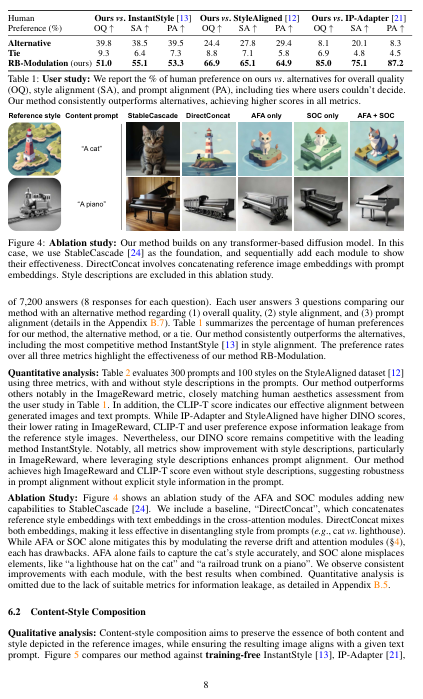 Human Ours vs. InstantStyle [13] Ours vs. StyleAligned [12] Ours vs. IP-Adapter [21]
Preference (%) OQ ↑ SA ↑ PA ↑ OQ ↑ SA ↑ PA ↑ OQ ↑ SA ↑ PA ↑
Alternative 39.8 38.5 39.5 24.4 27.8 29.4 8.1 20.1 8.3
Tie 9.3 6.4 7.3 8.8 7.1 5.8 6.9 4.8 4.5
RB-Modulation (ours) 51.0 55.1 53.3 66.9 65.1 64.9 85.0 75.1 87.2
Table 1: User study: We report the % of human preference on ours vs. alternatives for overall quality
(OQ), style alignment (SA), and prompt alignment (PA), including ties where users couldn't decide.
Our method consistently outperforms alternatives, achieving higher scores in all metrics.
Reference style Content prompt StableCascade DirectConcat AFA only SOC only AFA + SOC
"A cat"
"A piano"
Figure 4: Ablation study: Our method builds on any transformer-based diffusion model. In this
case, we use StableCascade [24] as the foundation, and sequentially add each module to show
their effectiveness. DirectConcat involves concatenating reference image embeddings with prompt
embeddings. Style descriptions are excluded in this ablation study.
of 7,200 answers (8 responses for each question). Each user answers 3 questions comparing our
method with an alternative method regarding (1) overall quality, (2) style alignment, and (3) prompt
alignment (details in the Appendix B.7). Table 1 summarizes the percentage of human preferences
for our method, the alternative method, or a tie. Our method consistently outperforms the alternatives,
including the most competitive method InstantStyle [13] in style alignment. The preference rates
over all three metrics highlight the effectiveness of our method RB-Modulation.
Quantitative analysis: Table 2 evaluates 300 prompts and 100 styles on the StyleAligned dataset [12]
using three metrics, with and without style descriptions in the prompts. Our method outperforms
others notably in the ImageReward metric, closely matching human aesthetics assessment from
the user study in Table 1. In addition, the CLIP-T score indicates our effective alignment between
generated images and text prompts. While IP-Adapter and StyleAligned have higher DINO scores,
their lower rating in ImageReward, CLIP-T and user preference expose information leakage from
the reference style images. Nevertheless, our DINO score remains competitive with the leading
method InstantStyle. Notably, all metrics show improvement with style descriptions, particularly
in ImageReward, where leveraging style descriptions enhances prompt alignment. Our method
achieves high ImageReward and CLIP-T score even without style descriptions, suggesting robustness
in prompt alignment without explicit style information in the prompt.
Ablation Study: Figure 4 shows an ablation study of the AFA and SOC modules adding new
capabilities to StableCascade [24]. We include a baseline, "DirectConcat", which concatenates
reference style embeddings with text embeddings in the cross-attention modules. DirectConcat mixes
both embeddings, making it less effective in disentangling style from prompts (e.g., cat vs. lighthouse).
While AFA or SOC alone mitigates this by modulating the reverse drift and attention modules (§4),
each has drawbacks. AFA alone fails to capture the cat's style accurately, and SOC alone misplaces
elements, like "a lighthouse hat on the cat" and "a railroad trunk on a piano". We observe consistent
improvements with each module, with the best results when combined. Quantitative analysis is
omitted due to the lack of suitable metrics for information leakage, as detailed in Appendix B.5.
6.2 Content-Style Composition
Qualitative analysis: Content-style composition aims to preserve the essence of both content and
style depicted in the reference images, while ensuring the resulting image aligns with a given text
prompt. Figure 5 compares our method against training-free InstantStyle [13], IP-Adapter [21],
8